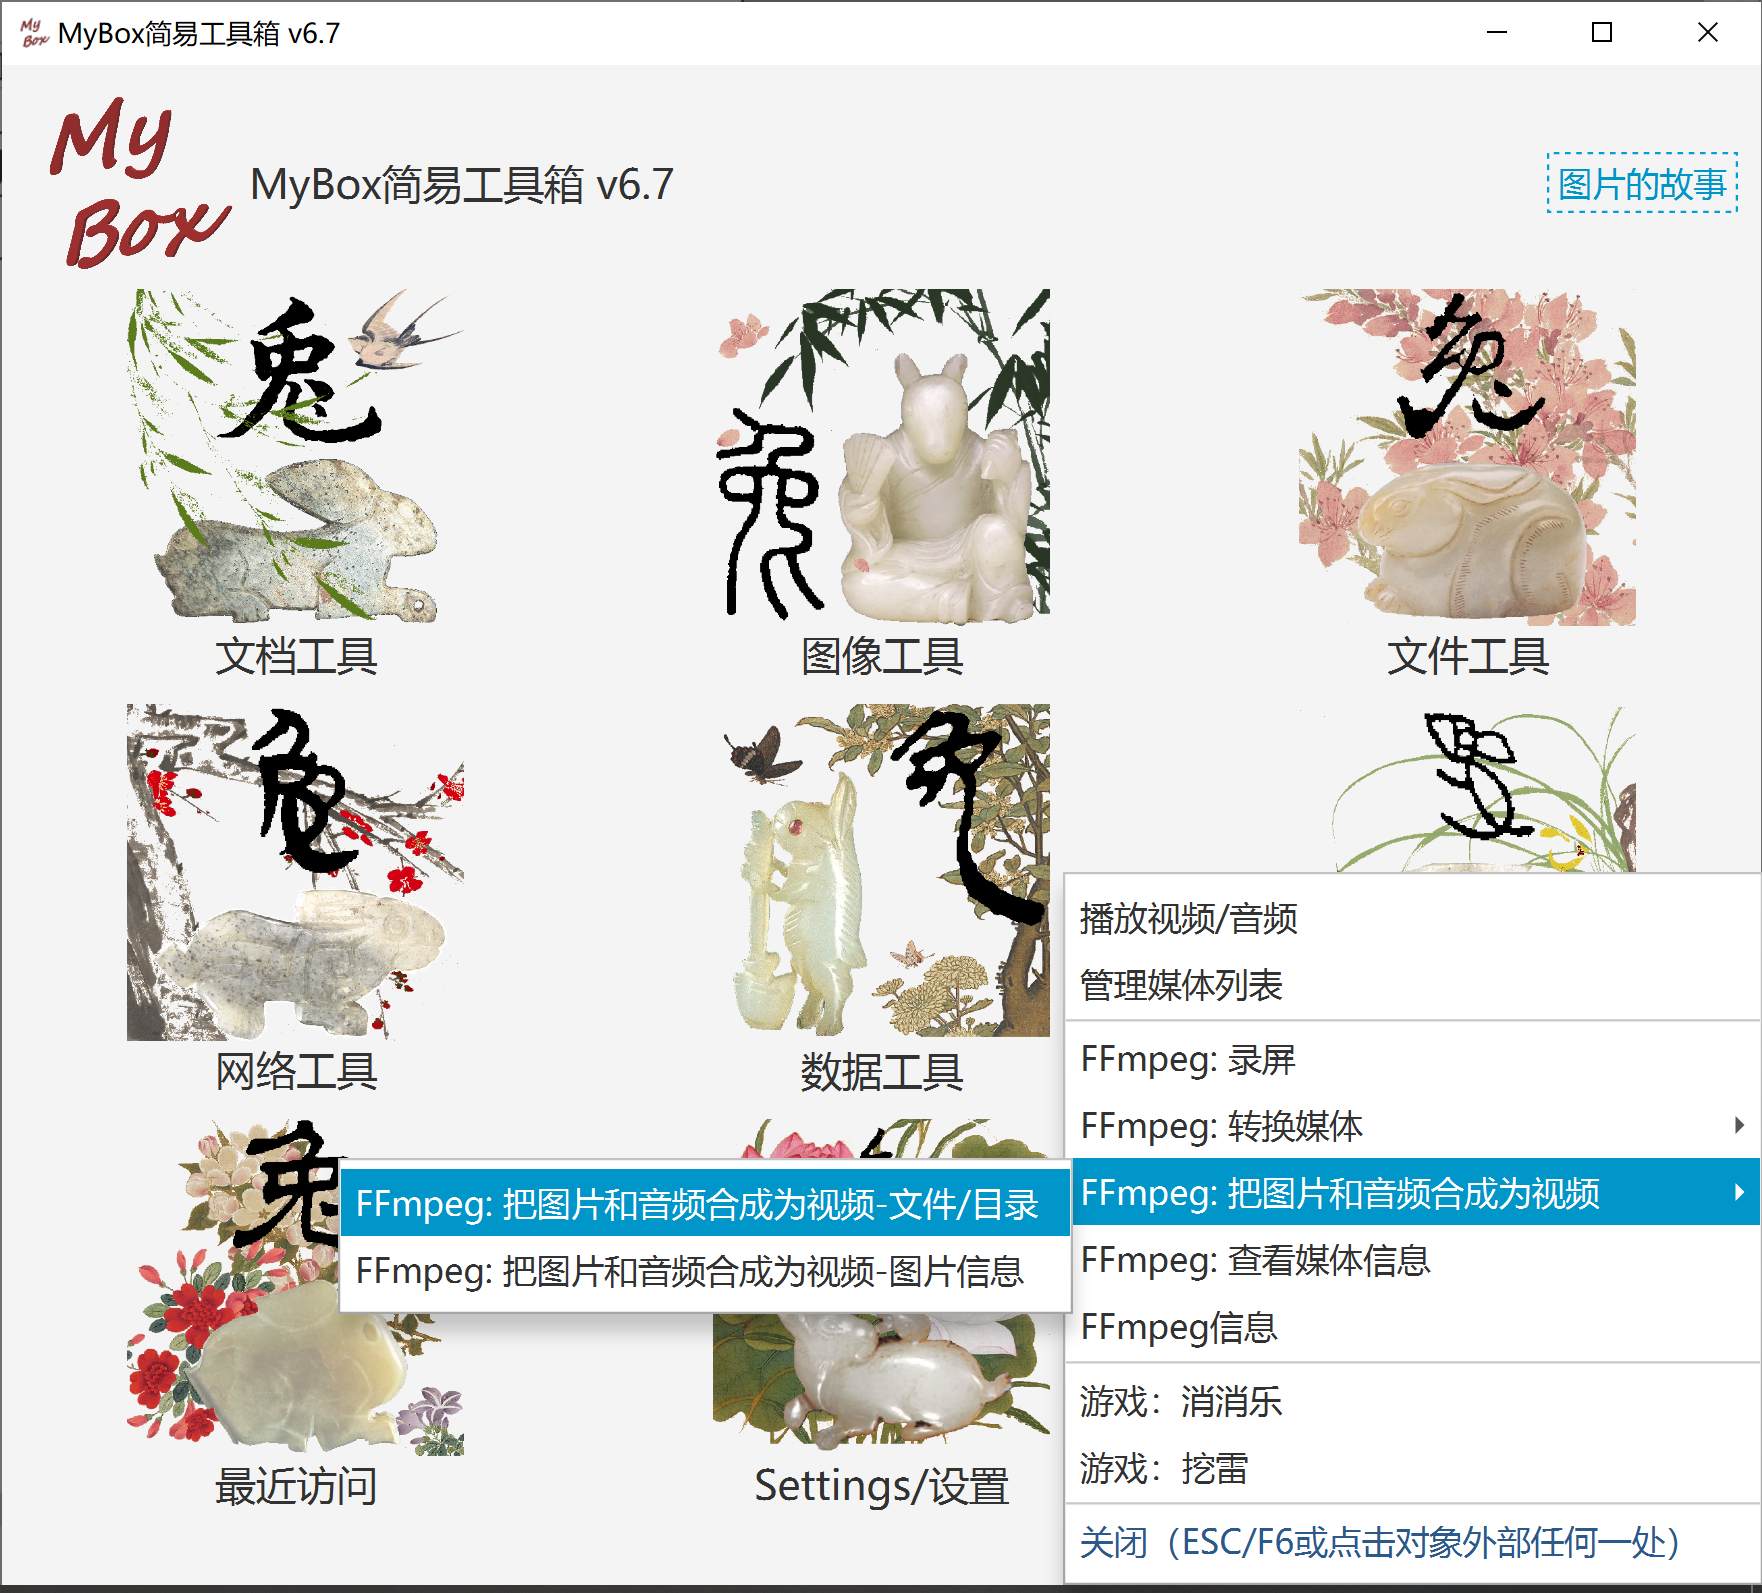 My
Box
MyBox简易工具箱 v6.7
My
Box
MyBox简易工具箱 v6.7
图片的故事
兔
兔
兔
文档工具
图像工具
文件工具
兔
兔
兔
网络工具
数据工具
兔
最近访问
Settings/设置
播放视频/音频
管理媒体列表
FFmpeg: 录屏
FFmpeg: 转换媒体
FFmpeg: 把图片和音频合成为视频
FFmpeg: 查看媒体信息
FFmpeg信息
游戏：消消乐
游戏：挖雷
关闭（ESC/F6或点击对象外部任何一处）
FFmpeg: 把图片和音频合成为视频-文件/目录
FFmpeg: 把图片和音频合成为视频-图片信息